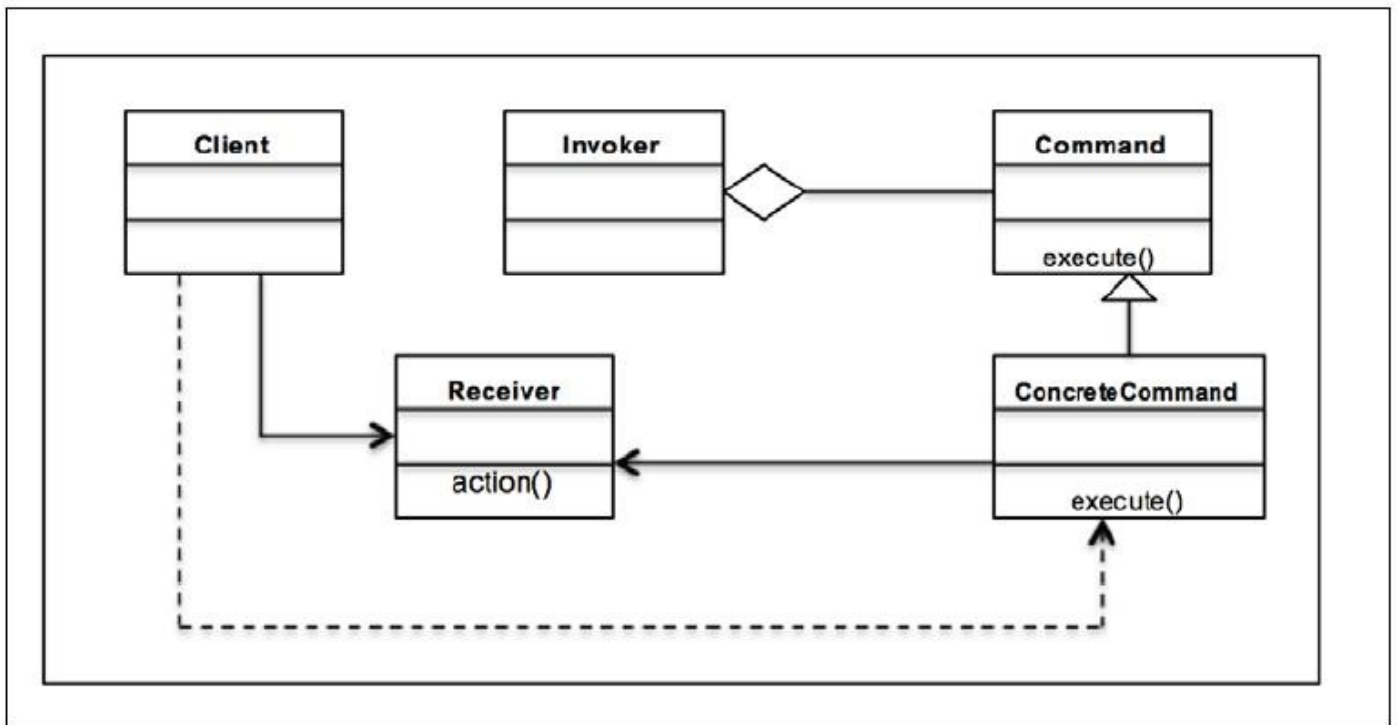 Client
Invoker
Command
execute()
Receiver
action()
ConcreteCommand
execute()